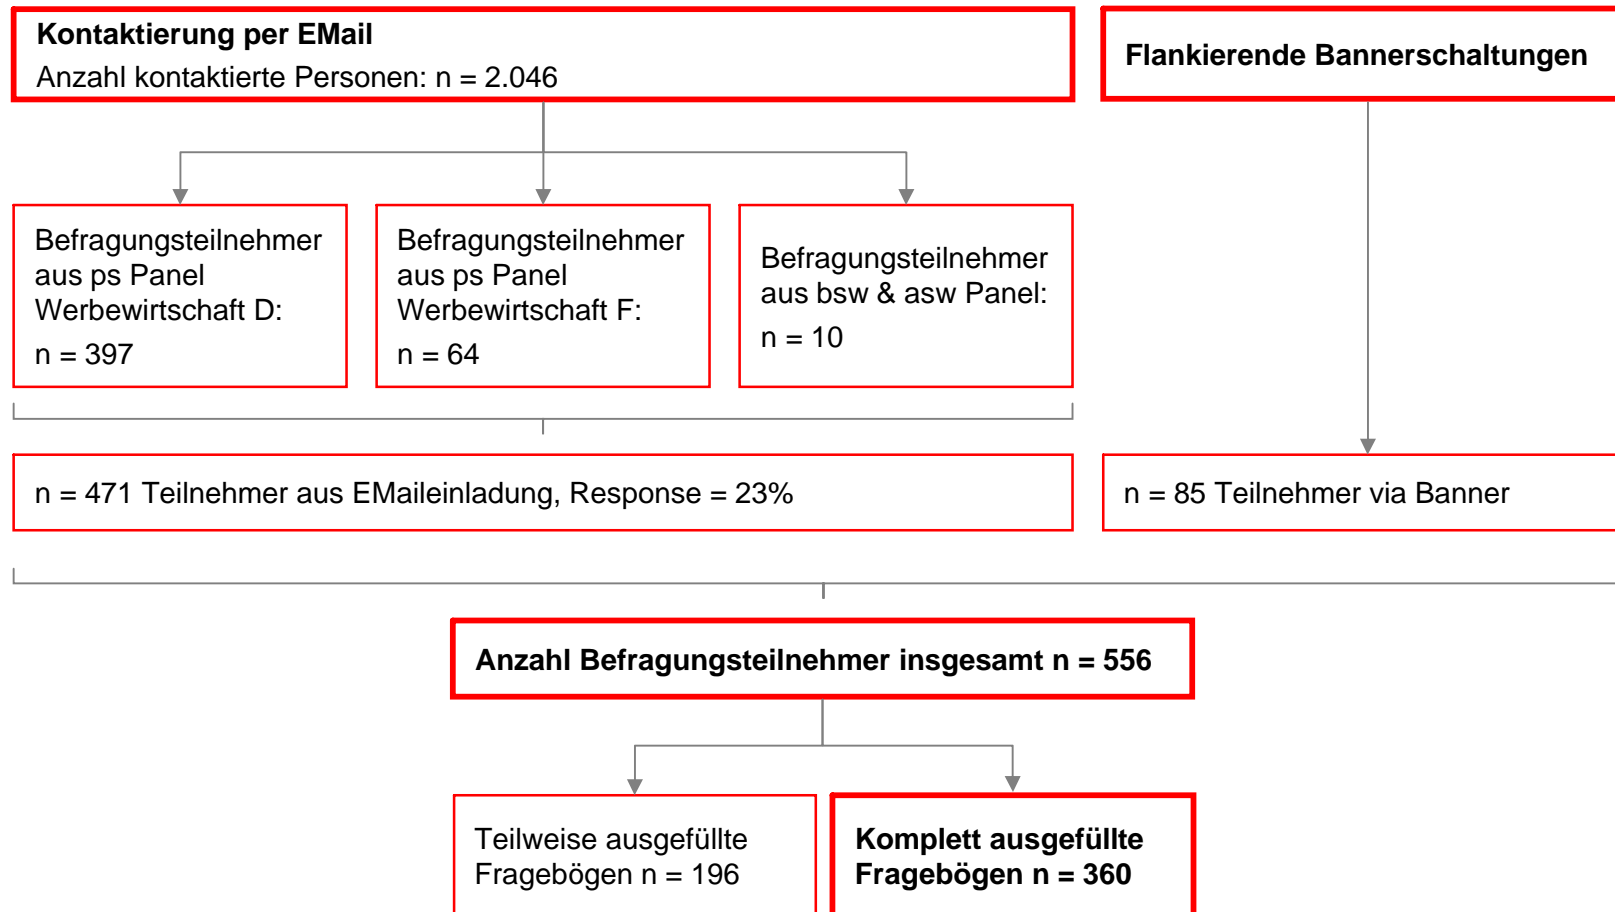 Kontaktierung per EMail
Anzahl kontaktierte Personen: n = 2.046
Flankierende Bannerschaltungen
Befragungsteilnehmer
aus ps Panel
Werbewirtschaft D:
n = 397
Befragungsteilnehmer
aus ps Panel
Werbewirtschaft F:
n = 64
Befragungsteilnehmer
aus bsw & asw Panel:
n = 10
n = 471 Teilnehmer aus EMaileinladung, Response = 23%
n = 85 Teilnehmer via Banner
Anzahl Befragungsteilnehmer insgesamt n = 556
Teilweise ausgefüllte
Fragebögen n = 196
Komplett ausgefüllte
Fragebögen n = 360